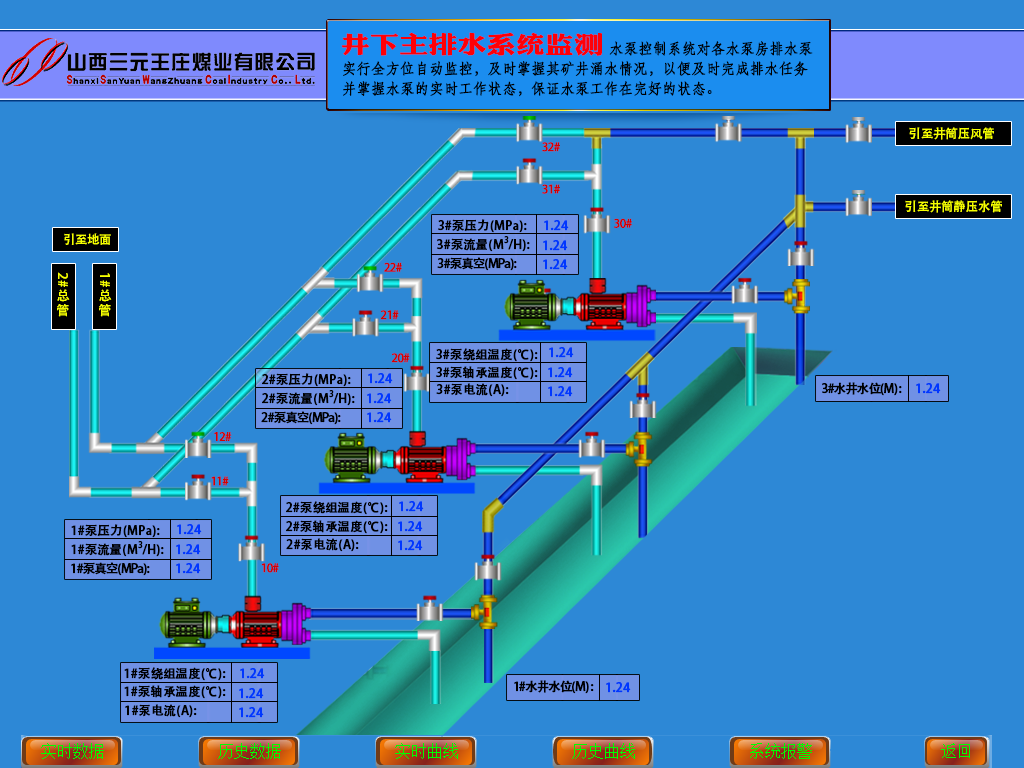 山西三元王庄煤业有限公司
ShanxiSanYuan WangZhuang CoalIndustry Co., Ltd.
井下主排水系统监测 水泵控制系统对各水泵房排水泵
实行全方位自动监控，及时掌握其矿井涌水情况，以便及时完成排水任务
并掌握水泵的实时工作状态，保证水泵工作在完好的状态。
32#
引至井筒压风管
31#
引至井筒静压水管
30#
3#泵压力(MPa): 1.24
3#泵流量(M³/H): 1.24
3#泵真空(MPa): 1.24
引至地面
2#总管
1#总管
22#
21#
20#
3#泵绕组温度(℃): 1.24
3#泵轴承温度(℃): 1.24
3#泵电流(A): 1.24
2#泵压力(MPa): 1.24
2#泵流量(M³/H): 1.24
2#泵真空(MPa): 1.24
3#水井水位(M): 1.24
12#
11#
2#泵绕组温度(℃): 1.24
2#泵轴承温度(℃): 1.24
2#泵电流(A): 1.24
1#泵压力(MPa): 1.24
1#泵流量(M³/H): 1.24
1#泵真空(MPa): 1.24
10#
1#泵绕组温度(℃): 1.24
1#泵轴承温度(℃): 1.24
1#泵电流(A): 1.24
1#水井水位(M): 1.24
实时数据
历史数据
实时曲线
历史曲线
系统报警
返回